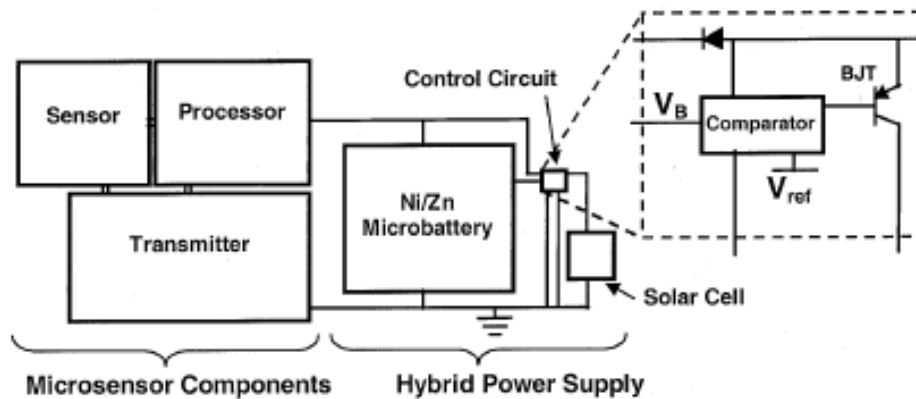 Sensor
Processor
Transmitter
Ni/Zn
Microbattery
Control Circuit
Solar Cell
V_B
Comparator
BJT
V_ref
Microsensor Components
Hybrid Power Supply